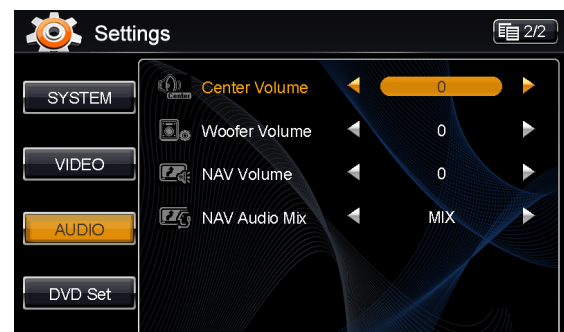 Settings
2/2
SYSTEM
VIDEO
AUDIO
DVD Set
Center
Center Volume 0
Woofer Volume 0
NAV Volume 0
NAV Audio Mix MIX